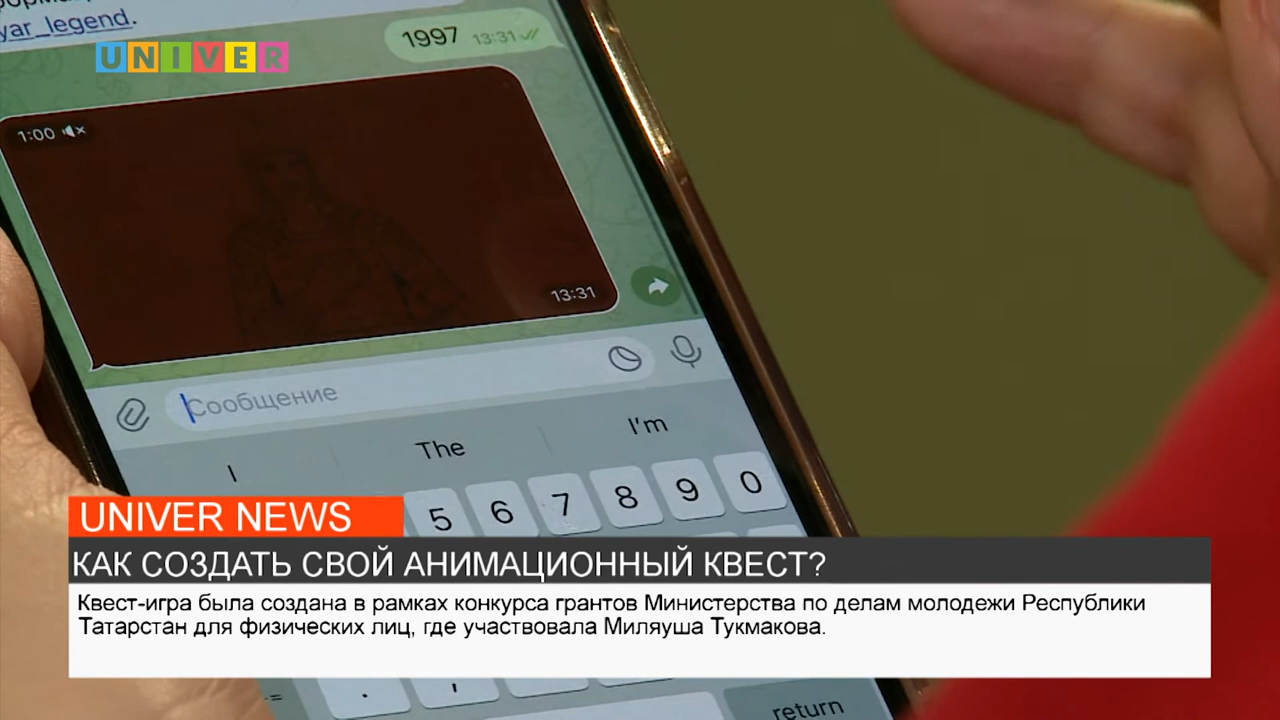 yar_legend.
UNIVER
1997 13:31
1:00
13:31
Сообщение
I The I'm
5 6 7 8 9 0
UNIVER NEWS
КАК СОЗДАТЬ СВОЙ АНИМАЦИОННЫЙ КВЕСТ?
Квест-игра была создана в рамках конкурса грантов Министерства по делам молодежи Республики
Татарстан для физических лиц, где участвовала Миляуша Тукмакова.
return